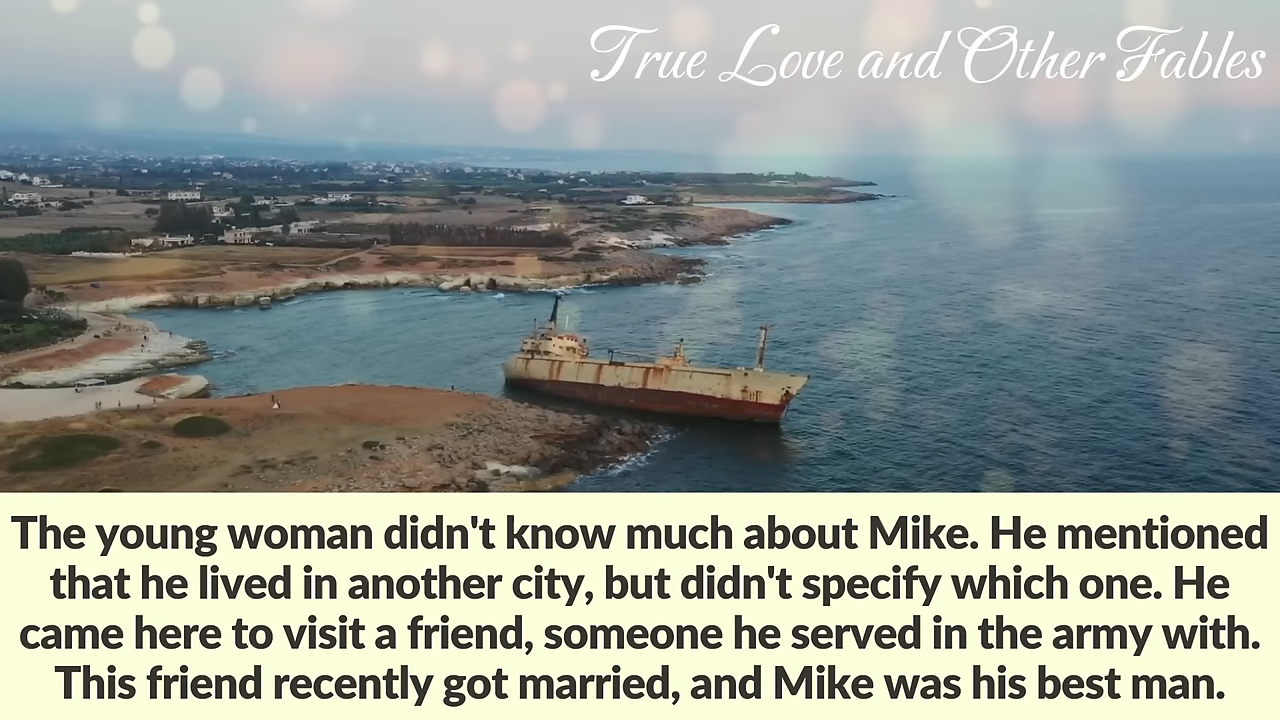 True Love and Other Fables
The young woman didn't know much about Mike. He mentioned
that he lived in another city, but didn't specify which one. He
came here to visit a friend, someone he served in the army with.
This friend recently got married, and Mike was his best man.